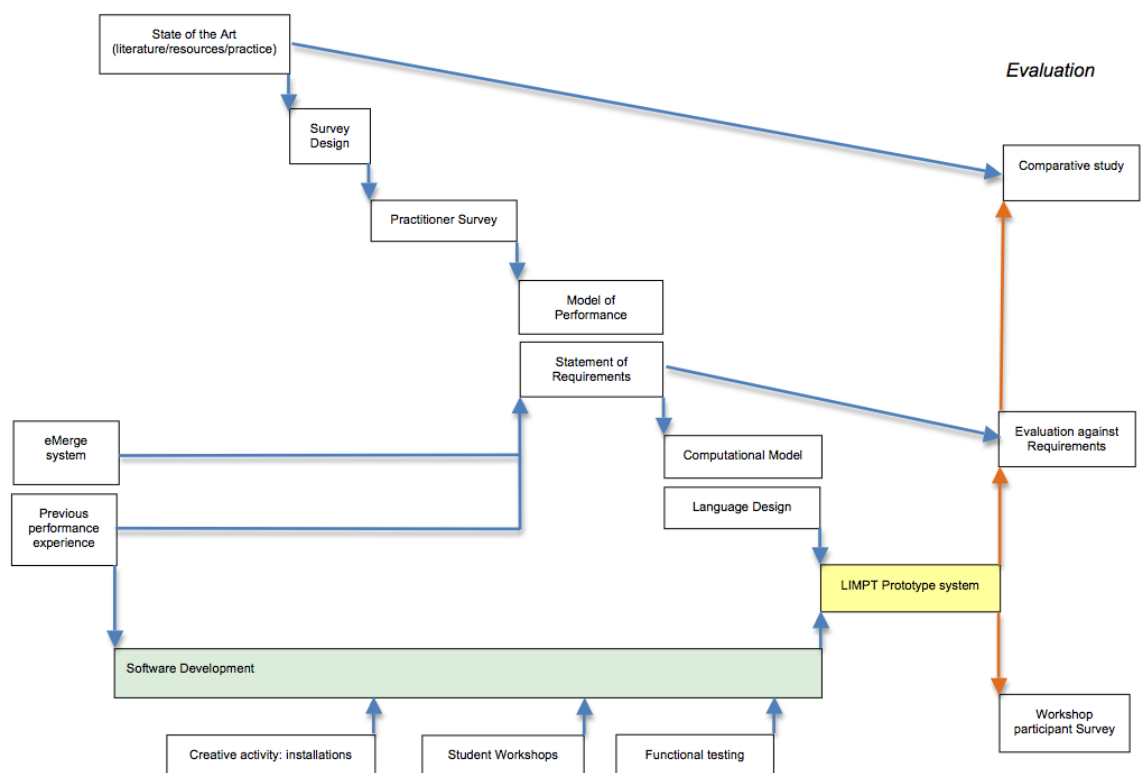 State of the Art
(literature/resources/practice)
Evaluation
Survey
Design
Comparative study
Practitioner Survey
Model of
Performance
Statement of
Requirements
eMerge
system
Computational Model
Evaluation against
Requirements
Previous
performance
experience
Language Design
LIMPT Prototype system
Software Development
Workshop
participant Survey
Creative activity: installations
Student Workshops
Functional testing